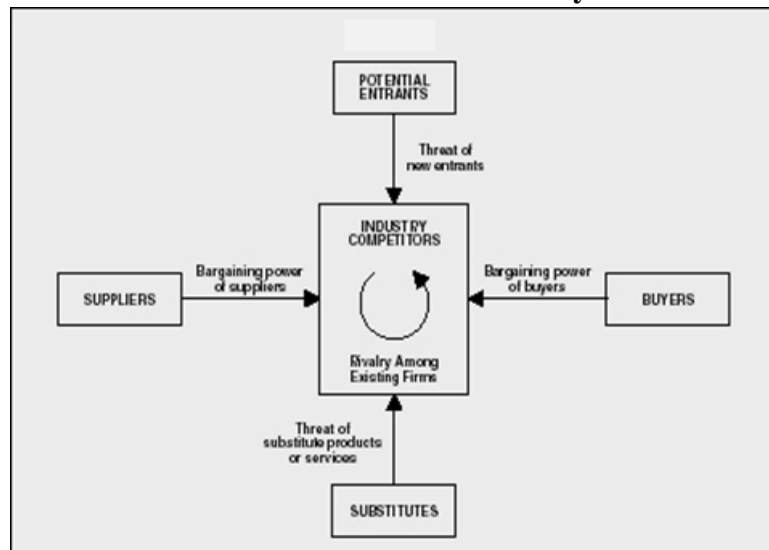 POTENTIAL
ENTRANTS
Threat of
new entrants
INDUSTRY
COMPETITORS
Bargaining power
of suppliers
Bargaining power
of buyers
SUPPLIERS
BUYERS
Rivalry Among
Existing Firms
Threat of
substitute products
or services
SUBSTITUTES